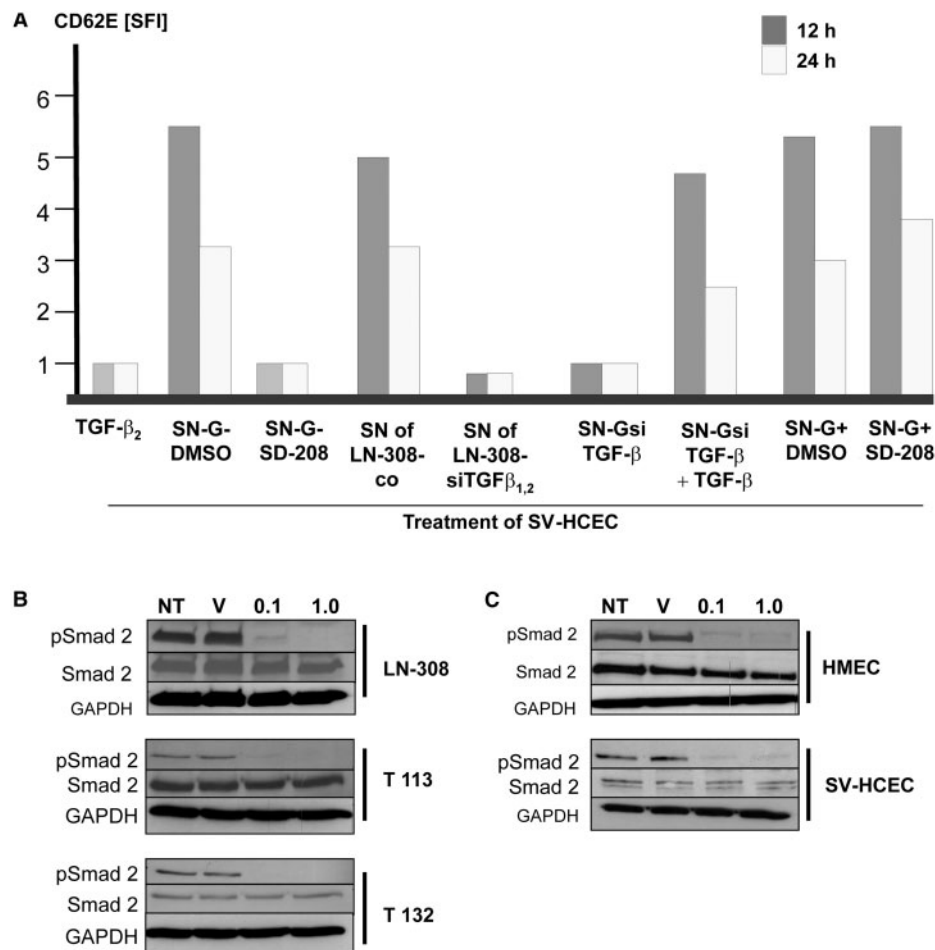 A CD62E [SFI]
12 h
24 h
6
5
4
3
2
1
TGF-β₂
SN-G-
DMSO
SN-G-
SD-208
SN of
LN-308-
co
SN of
LN-308-
siTGFβ₁,₂
SN-Gsi
TGF-β
SN-Gsi
TGF-β
+ TGF-β
SN-G+
DMSO
SN-G+
SD-208
Treatment of SV-HCEC
B
NT V 0.1 1.0
pSmad 2
Smad 2
GAPDH
LN-308
pSmad 2
Smad 2
GAPDH
T 113
pSmad 2
Smad 2
GAPDH
T 132
C
NT V 0.1 1.0
pSmad 2
Smad 2
GAPDH
HMEC
pSmad 2
Smad 2
GAPDH
SV-HCEC